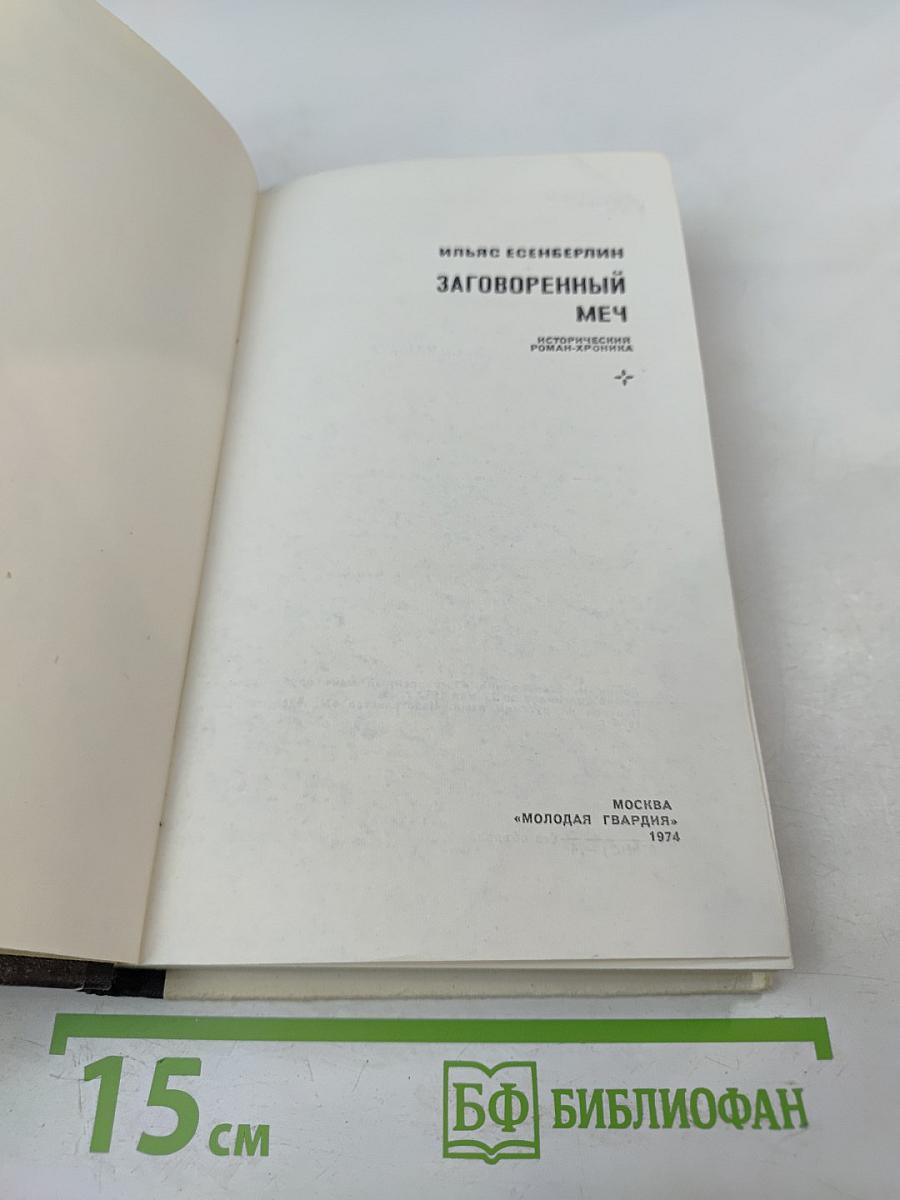 ИЛЬЯС ЕСЕНБЕРЛИН
ЗАГОВОРЕННЫЙ
МЕЧ
ИСТОРИЧЕСКИЙ
РОМАН-ХРОНИКА
МОСКВА
«МОЛОДАЯ ГВАРДИЯ»
1974
15 см
БФ БИБЛИОФАН